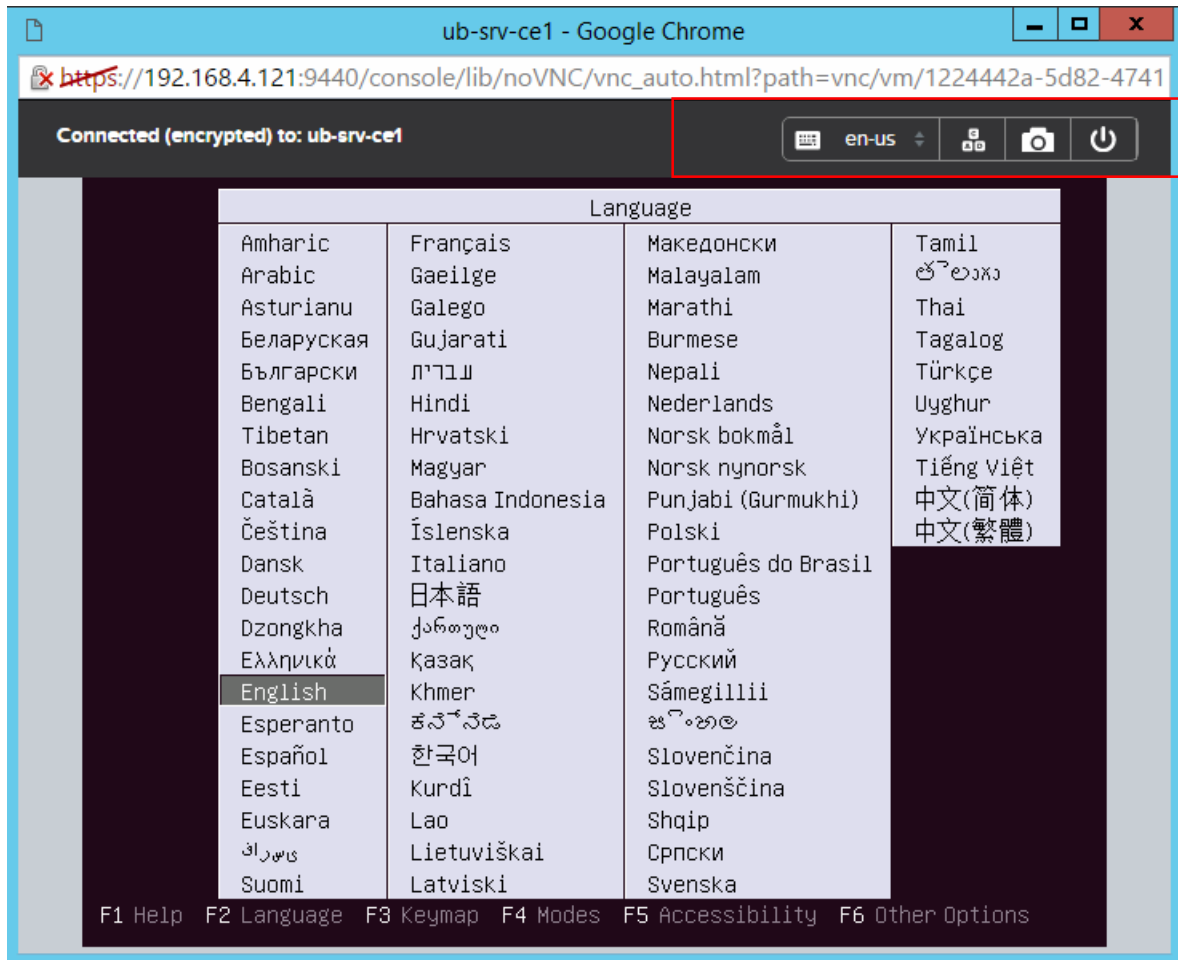 ub-srv-ce1 - Google Chrome
https://192.168.4.121:9440/console/lib/noVNC/vnc_auto.html?path=vnc/vm/1224442a-5d82-4741
Connected (encrypted) to: ub-srv-ce1
en-us
Language
Amharic
Arabic
Asturianu
Беларуская
Български
Bengali
Tibetan
Bosanski
Català
Čeština
Dansk
Deutsch
Dzongkha
Ελληνικά
English
Esperanto
Español
Eesti
Euskara
Suomi
Français
Gaeilge
Galego
Gujarati
עברית
Hindi
Hrvatski
Magyar
Bahasa Indonesia
Íslenska
Italiano
日本語
ქართული
Қазақ
Khmer
한국어
Kurdî
Lao
Lietuviškai
Latviski
Македонски
Malayalam
Marathi
Burmese
Nepali
Nederlands
Norsk bokmål
Norsk nynorsk
Punjabi (Gurmukhi)
Polski
Português do Brasil
Português
Română
Русский
Sámegillii
Slovenčina
Slovenščina
Shqip
Српски
Svenska
Tamil
Thai
Tagalog
Türkçe
Uyghur
Українська
Tiếng Việt
中文(简体)
中文(繁體)
F1 Help F2 Language F3 Keymap F4 Modes F5 Accessibility F6 Other Options